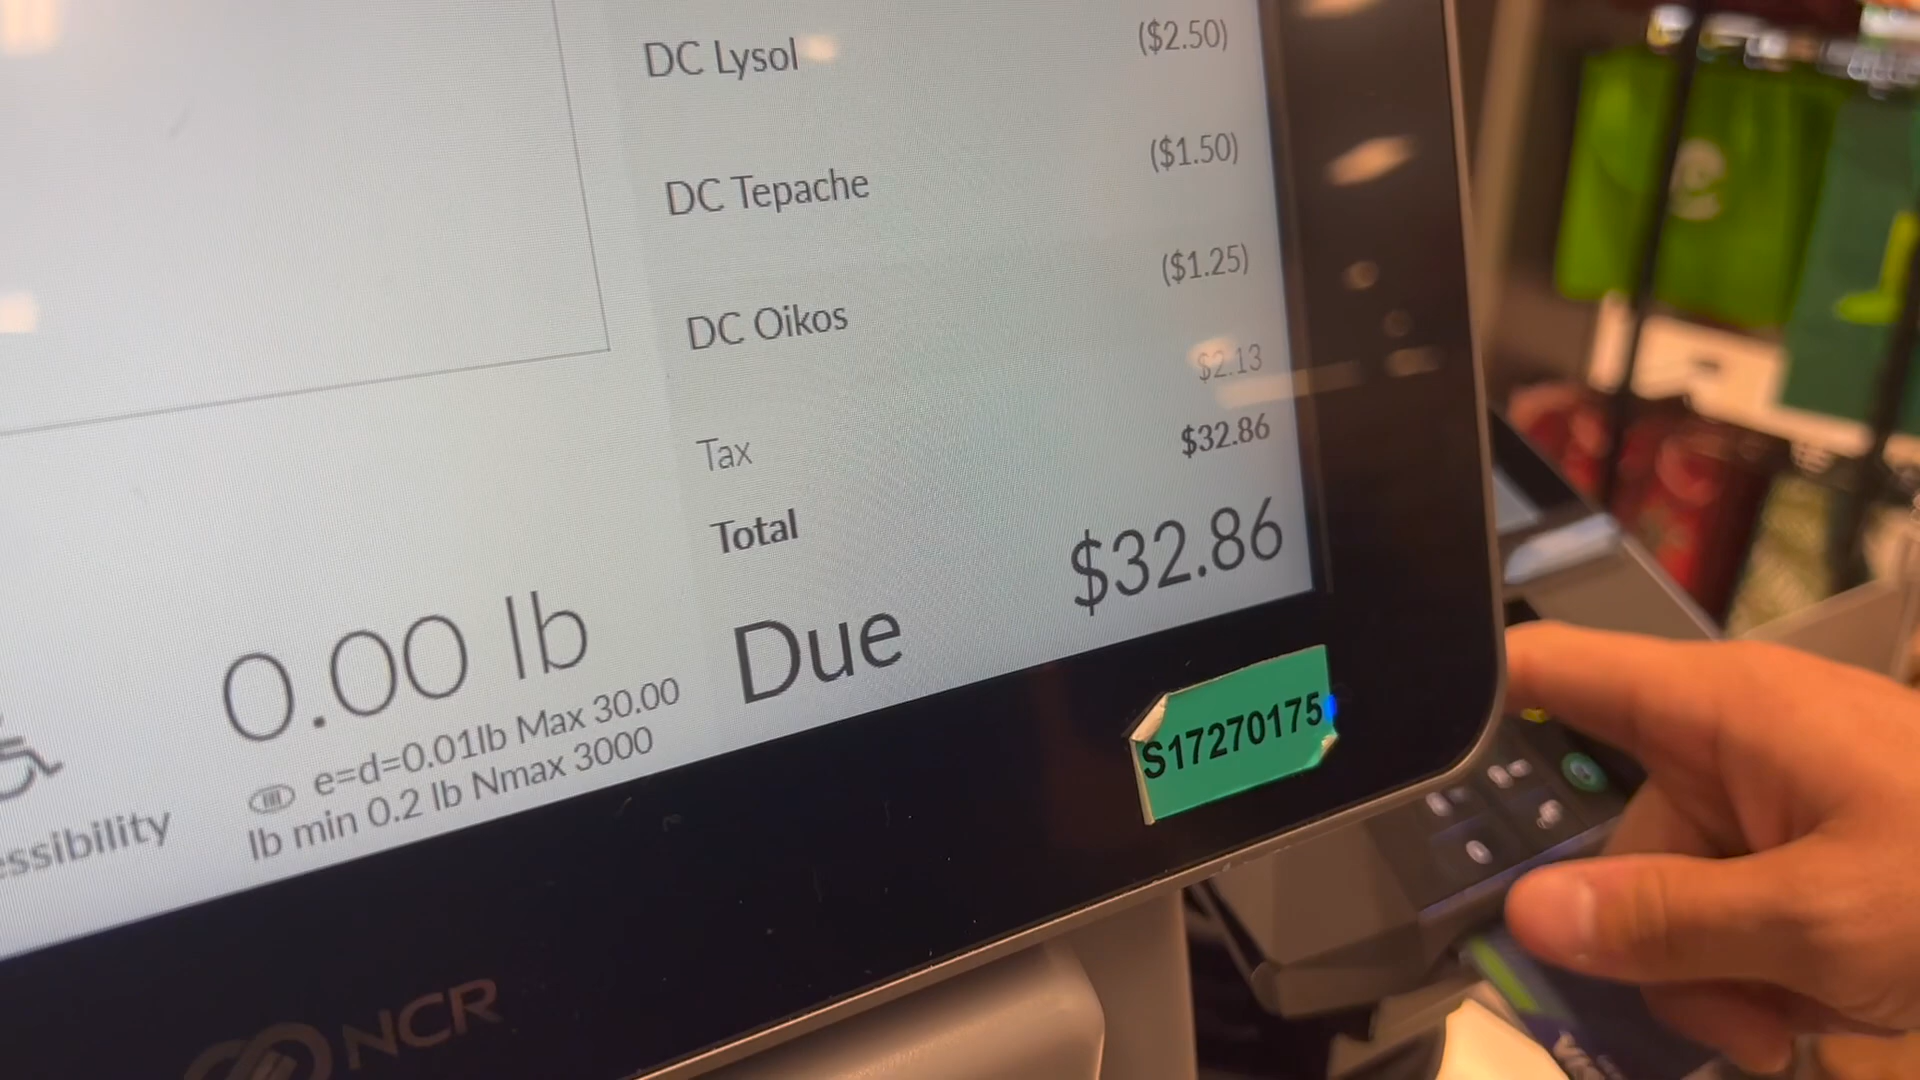 DC Lysol ($2.50)
DC Tepache ($1.50)
DC Oikos ($1.25)
Tax $2.13
Total $32.86
Due $32.86
0.00 lb
e=d=0.01lb Max 30.00
lb min 0.2 lb Nmax 3000
essibility
S17270175
NCR